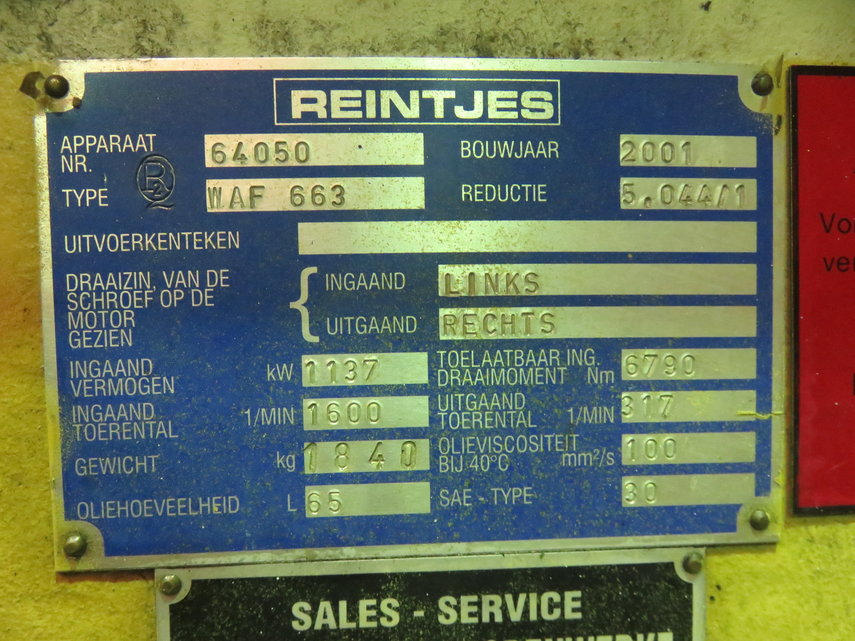 REINTJES
APPARAAT NR. 64050 BOUWJAAR 2001
TYPE WAF 663 REDUCTIE 5.044/1
UITVOERKENTEKEN
DRAAIZIN, VAN DE
SCHROEF OP DE
MOTOR
GEZIEN
INGAAND LINKS
UITGAAND RECHTS
INGAAND
VERMOGEN kW 1137
TOELAATBAAR ING.
DRAAIMOMENT Nm 6790
INGAAND
TOERENTAL 1/MIN 1600
UITGAAND
TOERENTAL 1/MIN 317
GEWICHT kg 1840
OLIEVISCOSITEIT
BIJ 40°C mm²/s 100
OLIEHOEVEELHEID L 65 SAE - TYPE 30
SALES - SERVICE